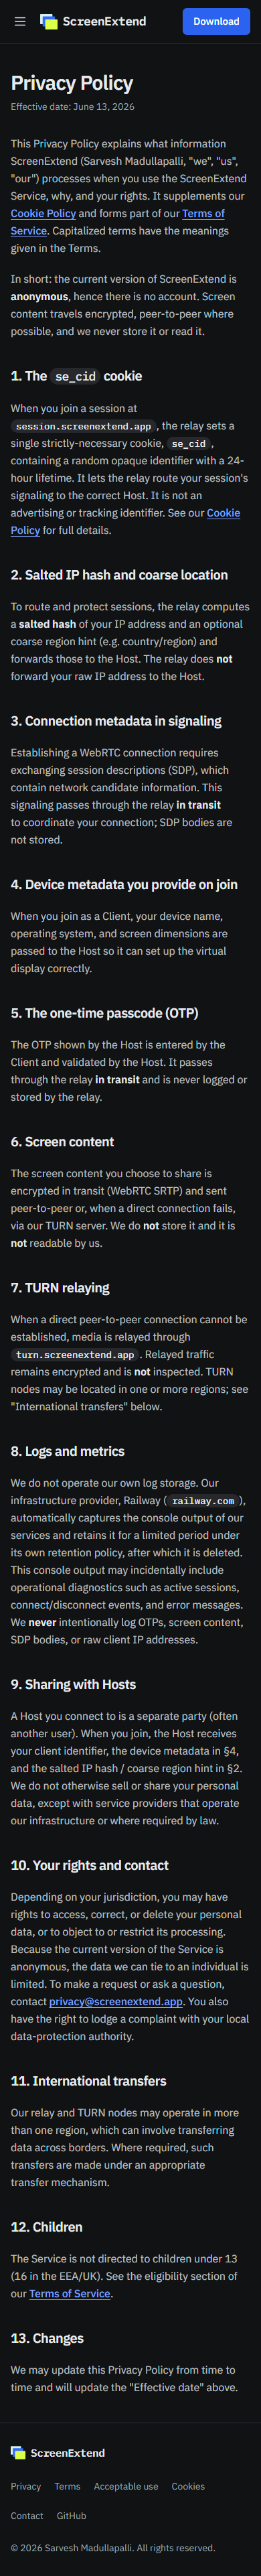 ScreenExtend
Download
Privacy Policy
Effective date: June 13, 2026
This Privacy Policy explains what information
ScreenExtend (Sarvesh Madullapalli, "we", "us",
"our") processes when you use the ScreenExtend
Service, why, and your rights. It supplements our
Cookie Policy and forms part of our Terms of
Service. Capitalized terms have the meanings
given in the Terms.
In short: the current version of ScreenExtend is
anonymous, hence there is no account. Screen
content travels encrypted, peer-to-peer where
possible, and we never store it or read it.
1. The se_cid cookie
When you join a session at
session.screenextend.app, the relay sets a
single strictly-necessary cookie, se_cid,
containing a random opaque identifier with a 24-
hour lifetime. It lets the relay route your session's
signaling to the correct Host. It is not an
advertising or tracking identifier. See our Cookie
Policy for full details.
2. Salted IP hash and coarse location
To route and protect sessions, the relay computes
a salted hash of your IP address and an optional
coarse region hint (e.g. country/region) and
forwards those to the Host. The relay does not
forward your raw IP address to the Host.
3. Connection metadata in signaling
Establishing a WebRTC connection requires
exchanging session descriptions (SDP), which
contain network candidate information. This
signaling passes through the relay in transit
to coordinate your connection; SDP bodies are
not stored.
4. Device metadata you provide on join
When you join as a Client, your device name,
operating system, and screen dimensions are
passed to the Host so it can set up the virtual
display correctly.
5. The one-time passcode (OTP)
The OTP shown by the Host is entered by the
Client and validated by the Host. It passes
through the relay in transit and is never logged or
stored by the relay.
6. Screen content
The screen content you choose to share is
encrypted in transit (WebRTC SRTP) and sent
peer-to-peer or, when a direct connection fails,
via our TURN server. We do not store it and it is
not readable by us.
7. TURN relaying
When a direct peer-to-peer connection cannot be
established, media is relayed through
turn.screenextend.app. Relayed traffic
remains encrypted and is not inspected. TURN
nodes may be located in one or more regions; see
"International transfers" below.
8. Logs and metrics
We do not operate our own log storage. Our
infrastructure provider, Railway (railway.com),
automatically captures the console output of our
services and retains it for a limited period under
its own retention policy, after which it is deleted.
This console output may incidentally include
operational diagnostics such as active sessions,
connect/disconnect events, and error messages.
We never intentionally log OTPs, screen content,
SDP bodies, or raw client IP addresses.
9. Sharing with Hosts
A Host you connect to is a separate party (often
another user). When you join, the Host receives
your client identifier, the device metadata in §4,
and the salted IP hash / coarse region hint in §2.
We do not otherwise sell or share your personal
data, except with service providers that operate
our infrastructure or where required by law.
10. Your rights and contact
Depending on your jurisdiction, you may have
rights to access, correct, or delete your personal
data, or to object to or restrict its processing.
Because the current version of the Service is
anonymous, the data we can tie to an individual is
limited. To make a request or ask a question,
contact privacy@screenextend.app. You also
have the right to lodge a complaint with your local
data-protection authority.
11. International transfers
Our relay and TURN nodes may operate in more
than one region, which can involve transferring
data across borders. Where required, such
transfers are made under an appropriate
transfer mechanism.
12. Children
The Service is not directed to children under 13
(16 in the EEA/UK). See the eligibility section of
our Terms of Service.
13. Changes
We may update this Privacy Policy from time to
time and will update the "Effective date" above.
ScreenExtend
Privacy Terms Acceptable use Cookies
Contact GitHub
© 2026 Sarvesh Madullapalli. All rights reserved.